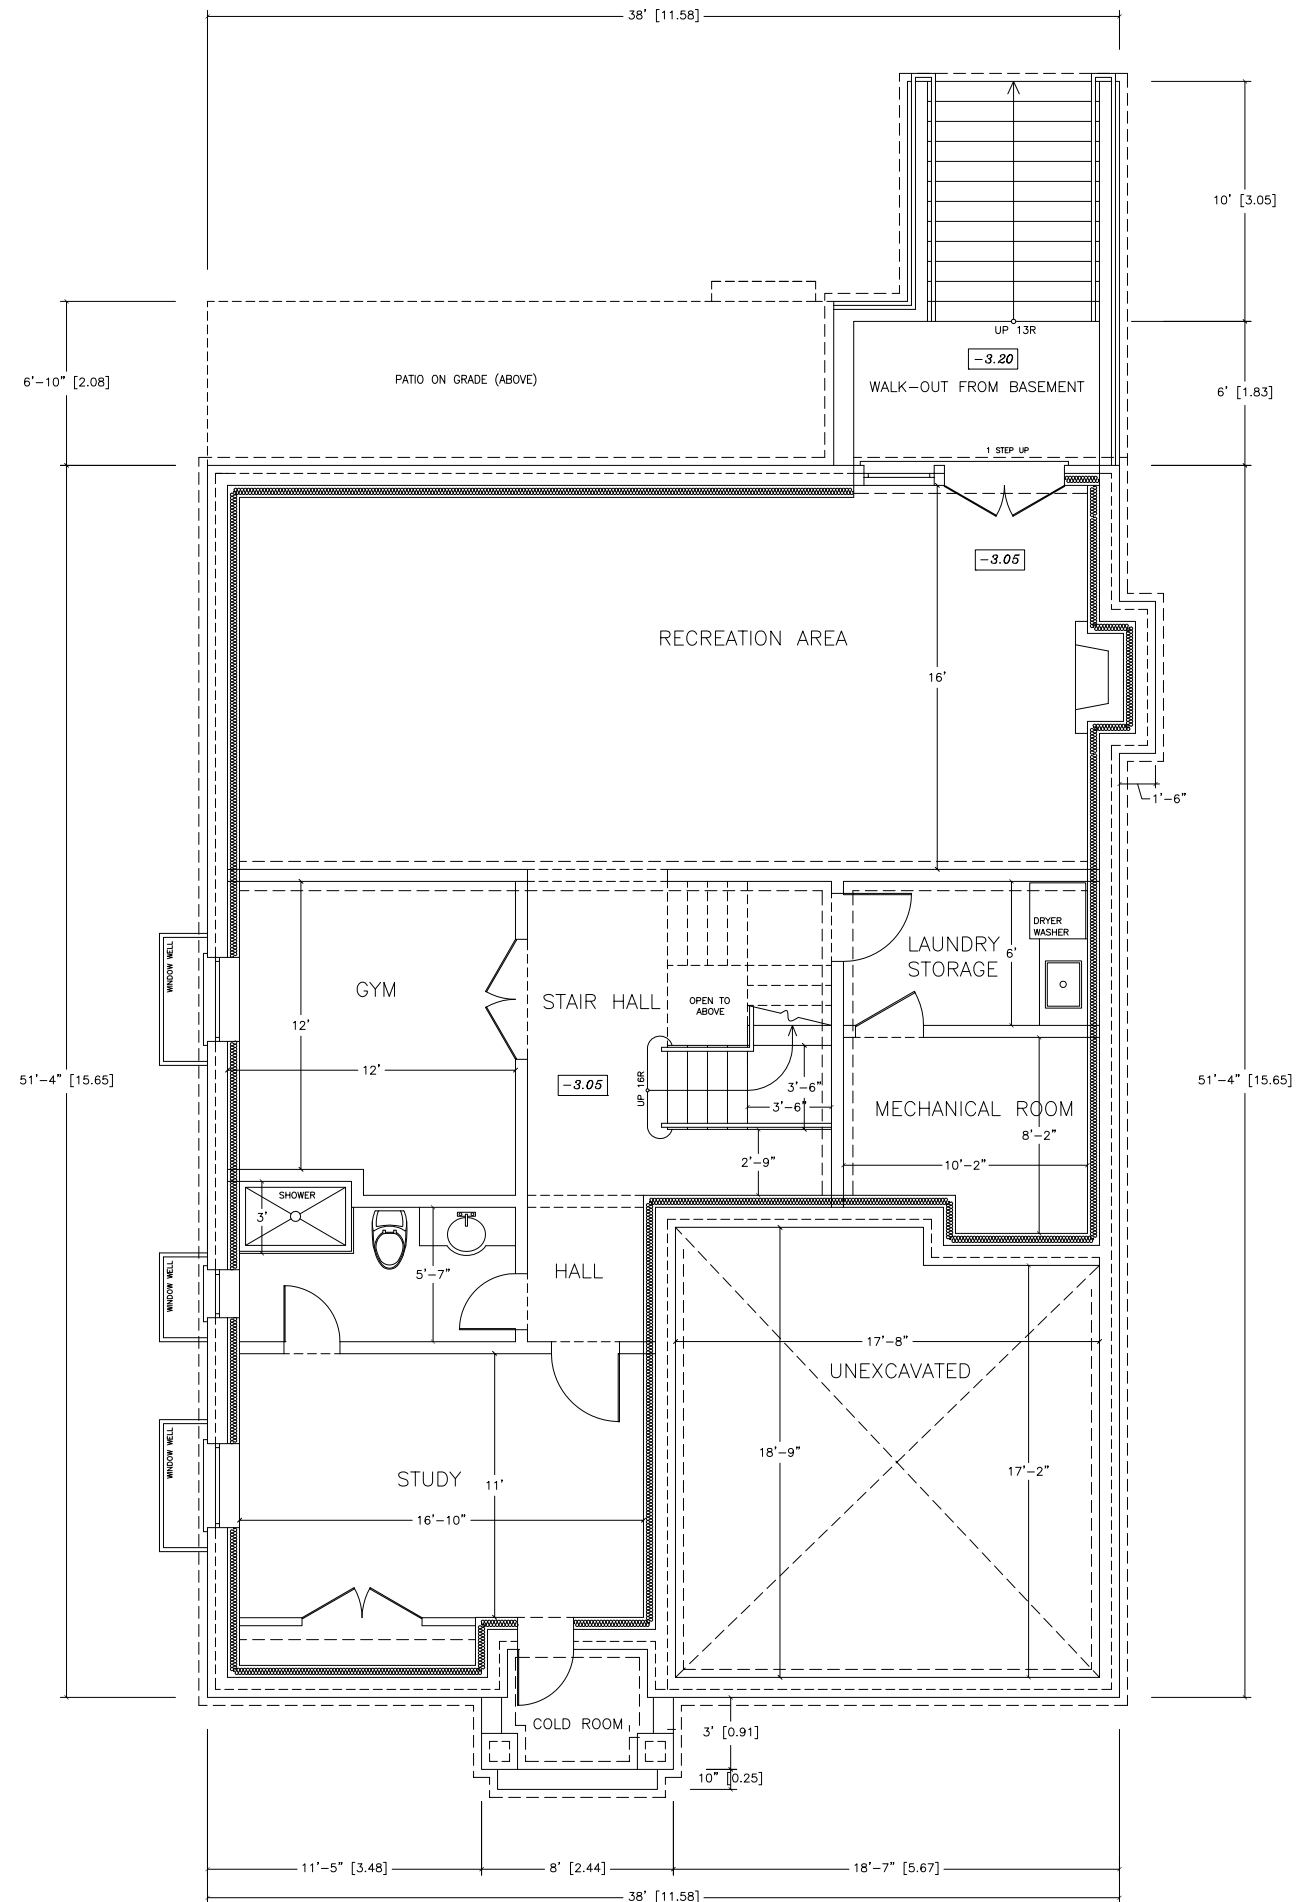 38' [11.58]
10' [3.05]
UP 13R
-3.20
6'-10" [2.08]
PATIO ON GRADE (ABOVE)
WALK-OUT FROM BASEMENT
6' [1.83]
1 STEP UP
-3.05
RECREATION AREA
16'
1'-6"
DRYER
WASHER
WINDOW WELL
LAUNDRY
STORAGE
6'
GYM
STAIR HALL
OPEN TO
ABOVE
12'
12'
51'-4" [15.65]
-3.05
UP 16R
3'-6"
3'-6"
51'-4" [15.65]
MECHANICAL ROOM
8'-2"
2'-9"
10'-2"
SHOWER
3'
WINDOW WELL
5'-7"
HALL
17'-8"
UNEXCAVATED
WINDOW WELL
18'-9"
17'-2"
STUDY
11'
16'-10"
COLD ROOM
3' [0.91]
10" [0.25]
11'-5" [3.48]
8' [2.44]
18'-7" [5.67]
38' [11.58]